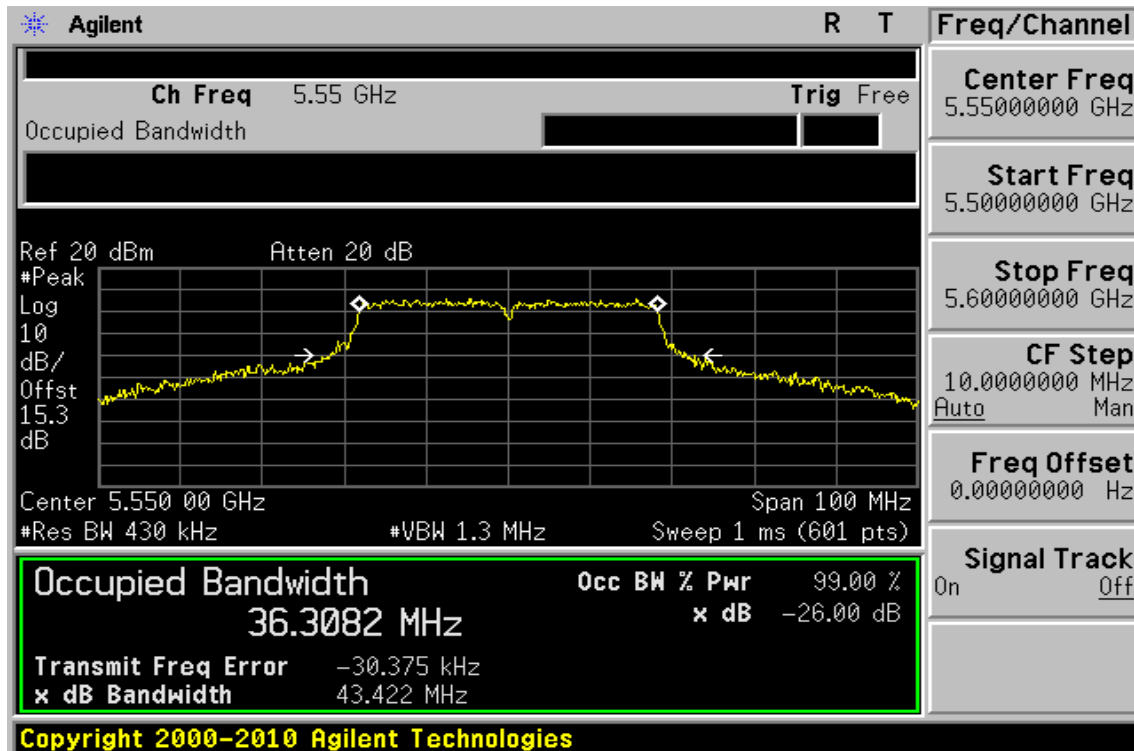 Agilent R T Freq/Channel
Ch Freq 5.55 GHz Trig Free
Occupied Bandwidth
Center Freq
5.55000000 GHz
Start Freq
5.50000000 GHz
Stop Freq
5.60000000 GHz
CF Step
10.0000000 MHz
Auto Man
Freq Offset
0.00000000 Hz
Signal Track
On Off
Ref 20 dBm Atten 20 dB
#Peak
Log
10
dB/
Offst
15.3
dB
Center 5.550 00 GHz Span 100 MHz
#Res BW 430 kHz #VBW 1.3 MHz Sweep 1 ms (601 pts)
Occupied Bandwidth
36.3082 MHz
Occ BW % Pwr 99.00 %
x dB -26.00 dB
Transmit Freq Error -30.375 kHz
x dB Bandwidth 43.422 MHz
Copyright 2000-2010 Agilent Technologies